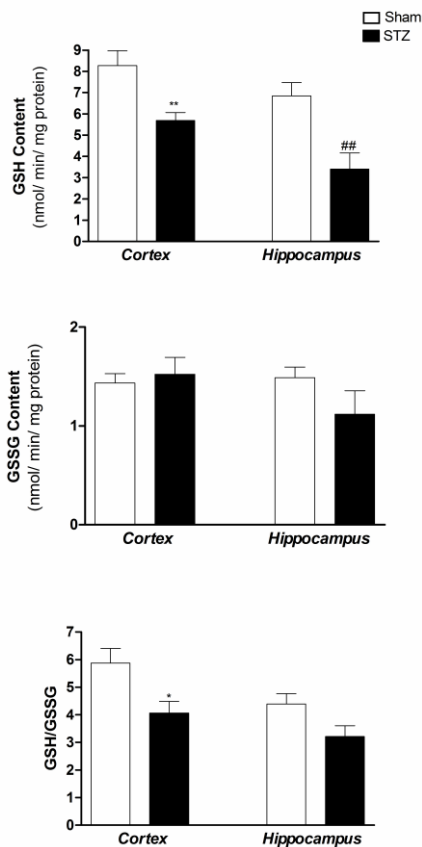 Sham
STZ
GSH Content
(nmol/ min/ mg protein)
9
8
7
6
5
4
3
2
1
0
**
##
Cortex Hippocampus
GSSG Content
(nmol/ min/ mg protein)
2
1
0
Cortex Hippocampus
GSH/GSSG
7
6
5
4
3
2
1
0
*
Cortex Hippocampus